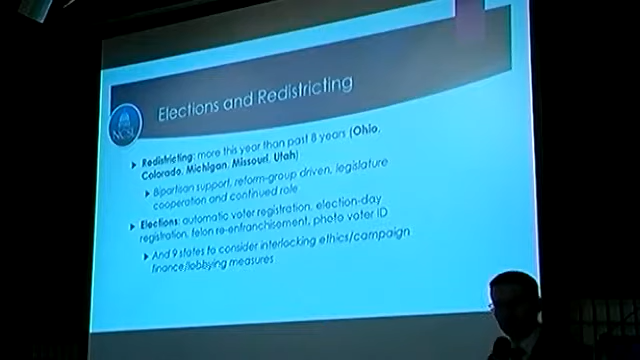 Elections and Redistricting
NCSL
Redistricting: more this year than past 8 years (Ohio,
Colorado, Michigan, Missouri, Utah)
Bipartisan support, reform-group driven, legislature
cooperation and continued role
Elections: automatic voter registration, election-day
registration, felon re-enfranchisement, photo voter ID
And 9 states to consider interlocking ethics/campaign
finance/lobbying measures